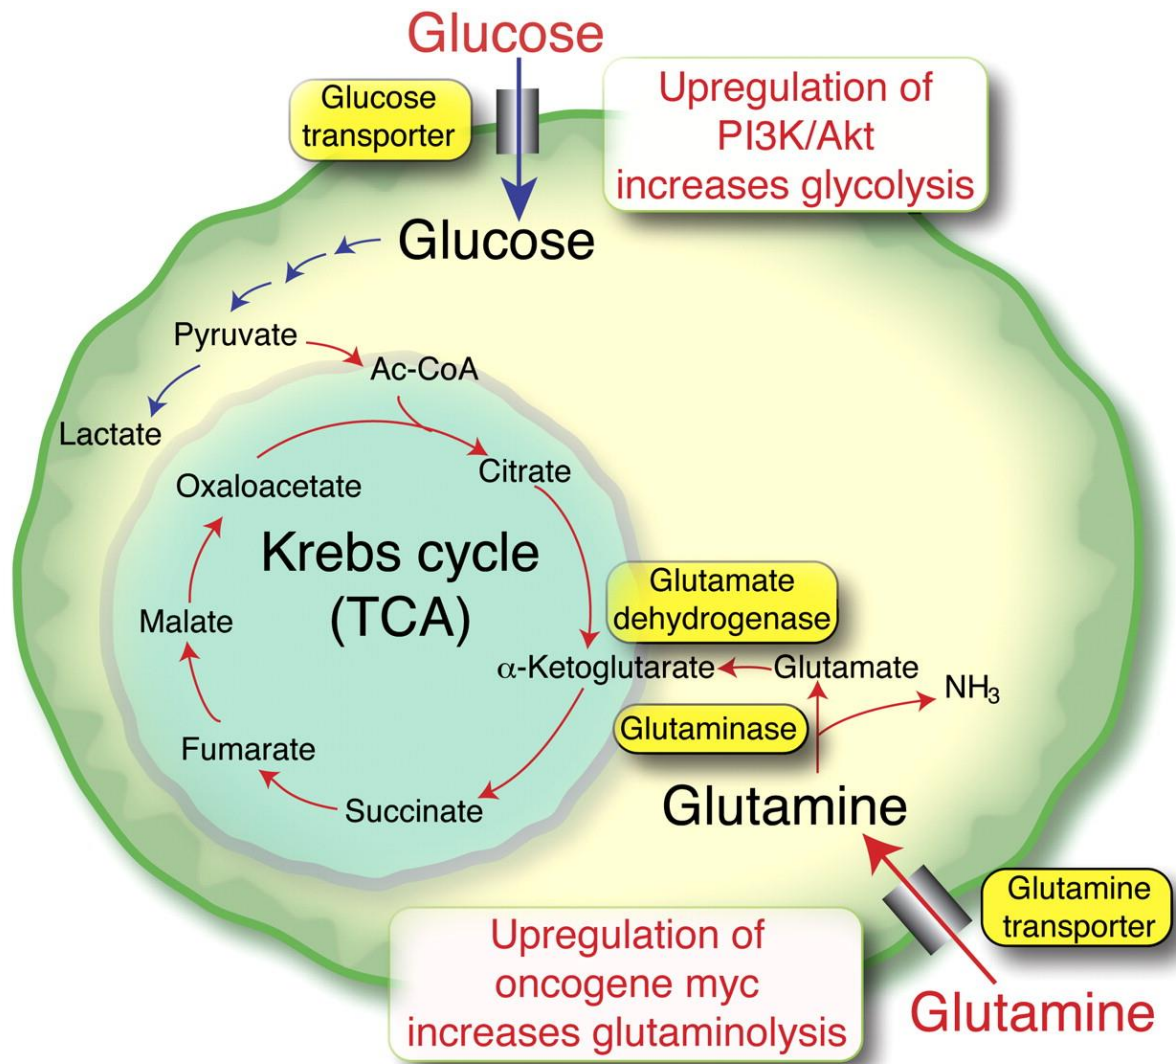 Glucose
Glucose
transporter
Upregulation of
PI3K/Akt
increases glycolysis
Glucose
Pyruvate
Ac-CoA
Lactate
Oxaloacetate
Citrate
Krebs cycle
(TCA)
Glutamate
dehydrogenase
Malate
α-Ketoglutarate
Glutamate
NH₃
Glutaminase
Fumarate
Succinate
Glutamine
Glutamine
transporter
Upregulation of
oncogene myc
increases glutaminolysis
Glutamine